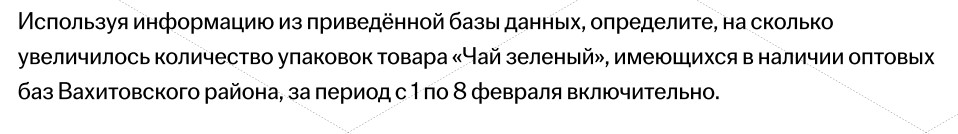 Используя информацию из приведённой базы данных, определите, на сколько
увеличилось количество упаковок товара «Чай зеленый», имеющихся в наличии оптовых
баз Вахитовского района, за период с 1 по 8 февраля включительно.